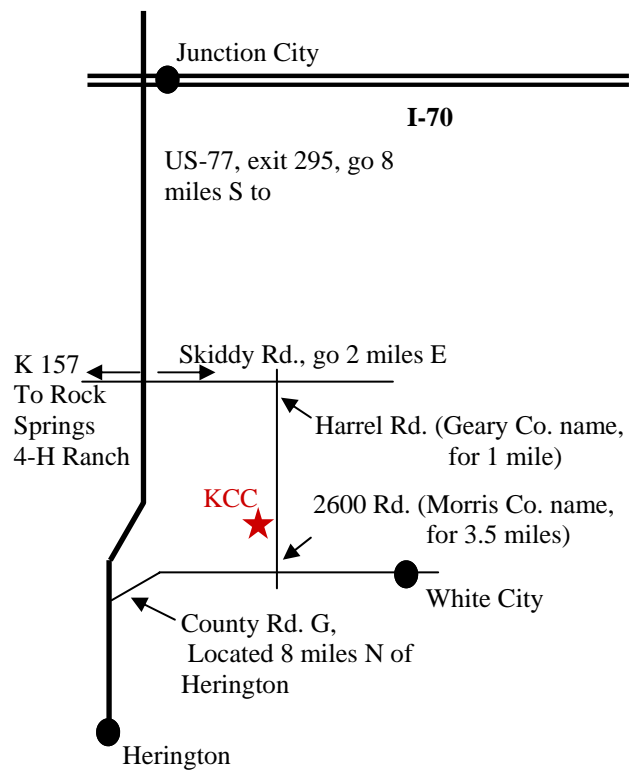 Junction City
I-70
US-77, exit 295, go 8
miles S to
Skiddy Rd., go 2 miles E
K 157
To Rock
Springs
4-H Ranch
Harrel Rd. (Geary Co. name,
for 1 mile)
KCC
2600 Rd. (Morris Co. name,
for 3.5 miles)
White City
County Rd. G,
Located 8 miles N of
Herington
Herington